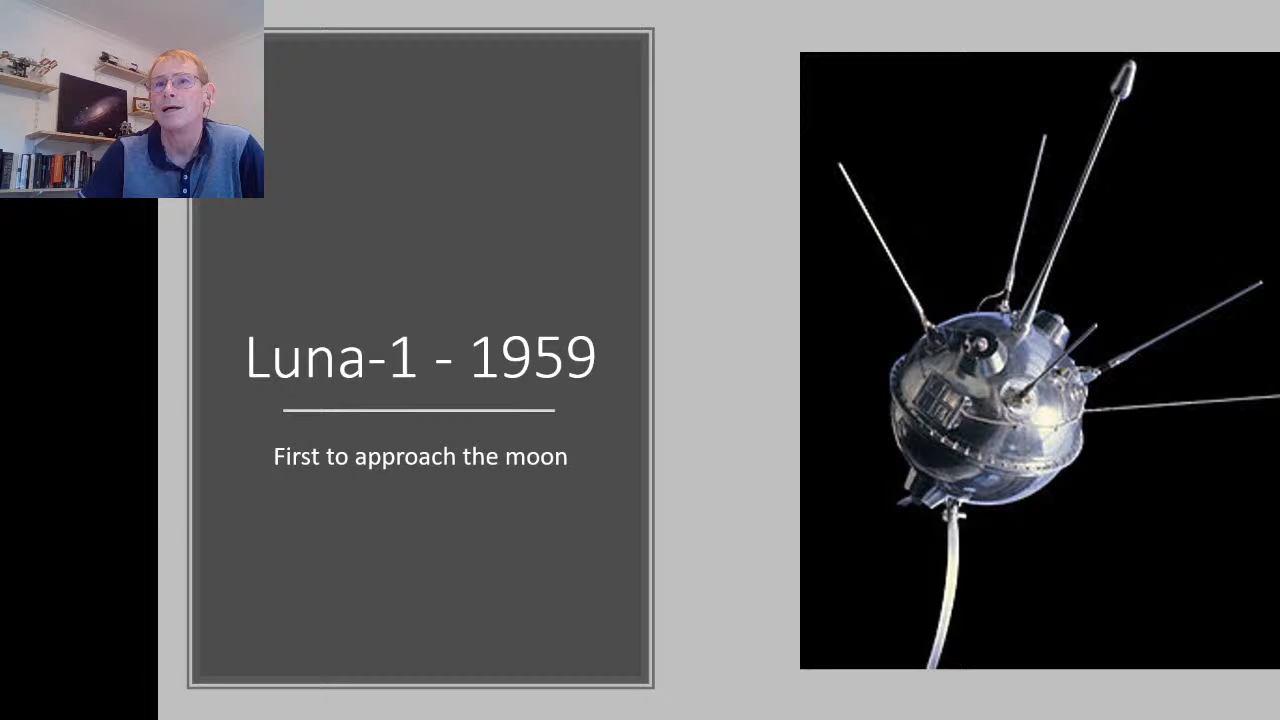 Luna-1 - 1959
First to approach the moon